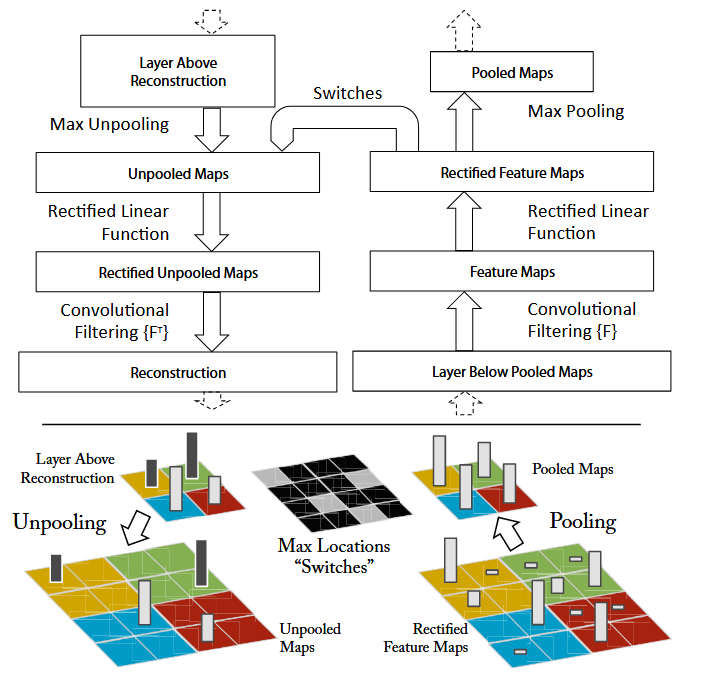 Layer Above
Reconstruction
Pooled Maps
Switches
Max Unpooling
Max Pooling
Unpooled Maps
Rectified Feature Maps
Rectified Linear
Function
Rectified Linear
Function
Rectified Unpooled Maps
Feature Maps
Convolutional
Filtering {Fᵀ}
Convolutional
Filtering {F}
Reconstruction
Layer Below Pooled Maps
Layer Above
Reconstruction
Pooled Maps
Unpooling
Pooling
Max Locations
“Switches”
Unpooled
Maps
Rectified
Feature Maps